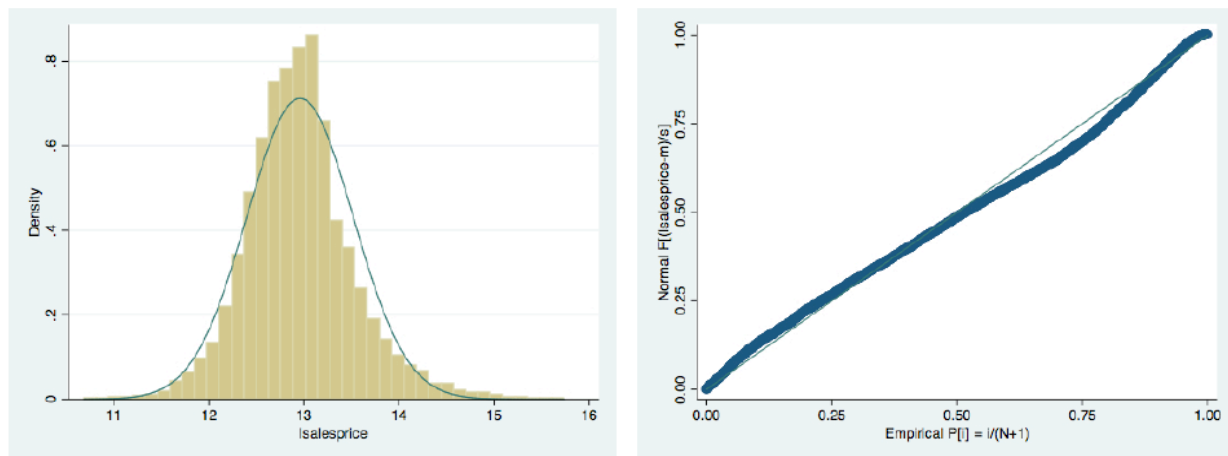 Density
.8
.6
.4
.2
0
11 12 13 14 15 16
lsalesprice
Normal F[(lsalesprice-m)/s]
1.00
0.75
0.50
0.25
0.00
0.00 0.25 0.50 0.75 1.00
Empirical P[i] = i/(N+1)